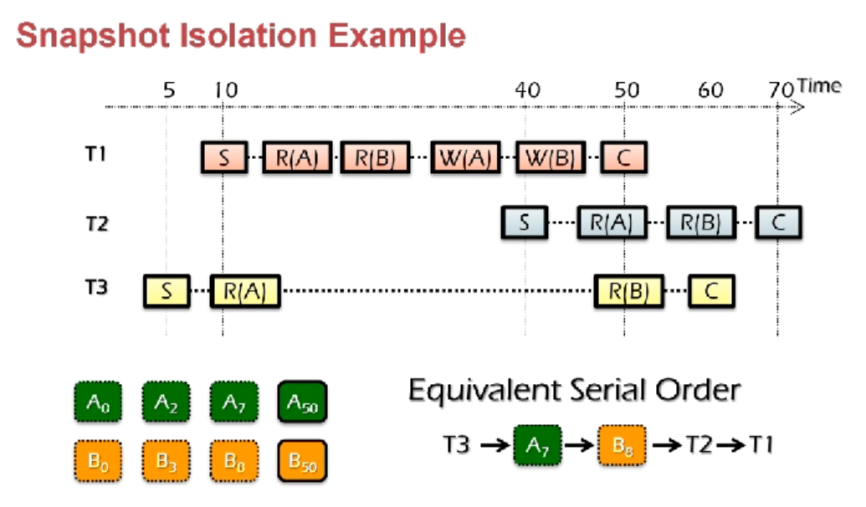 Snapshot Isolation Example
5 10 40 50 60 70 Time
T1 S R(A) R(B) W(A) W(B) C
T2 S R(A) R(B) C
T3 S R(A) R(B) C
A₀ A₂ A₇ A₅₀
B₀ B₃ B₈ B₅₀
Equivalent Serial Order
T3 → A₇ → B₈ → T2 → T1